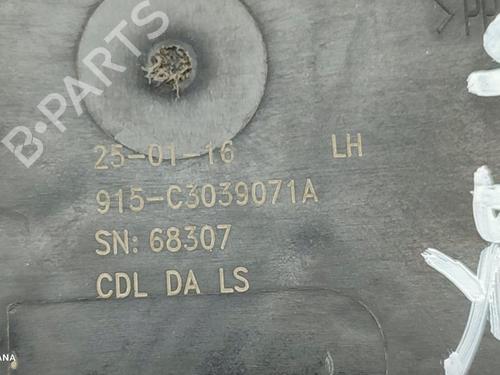 B-PARTS
25-01-16 LH
915-C3039071A
SN: 68307
CDL DA LS